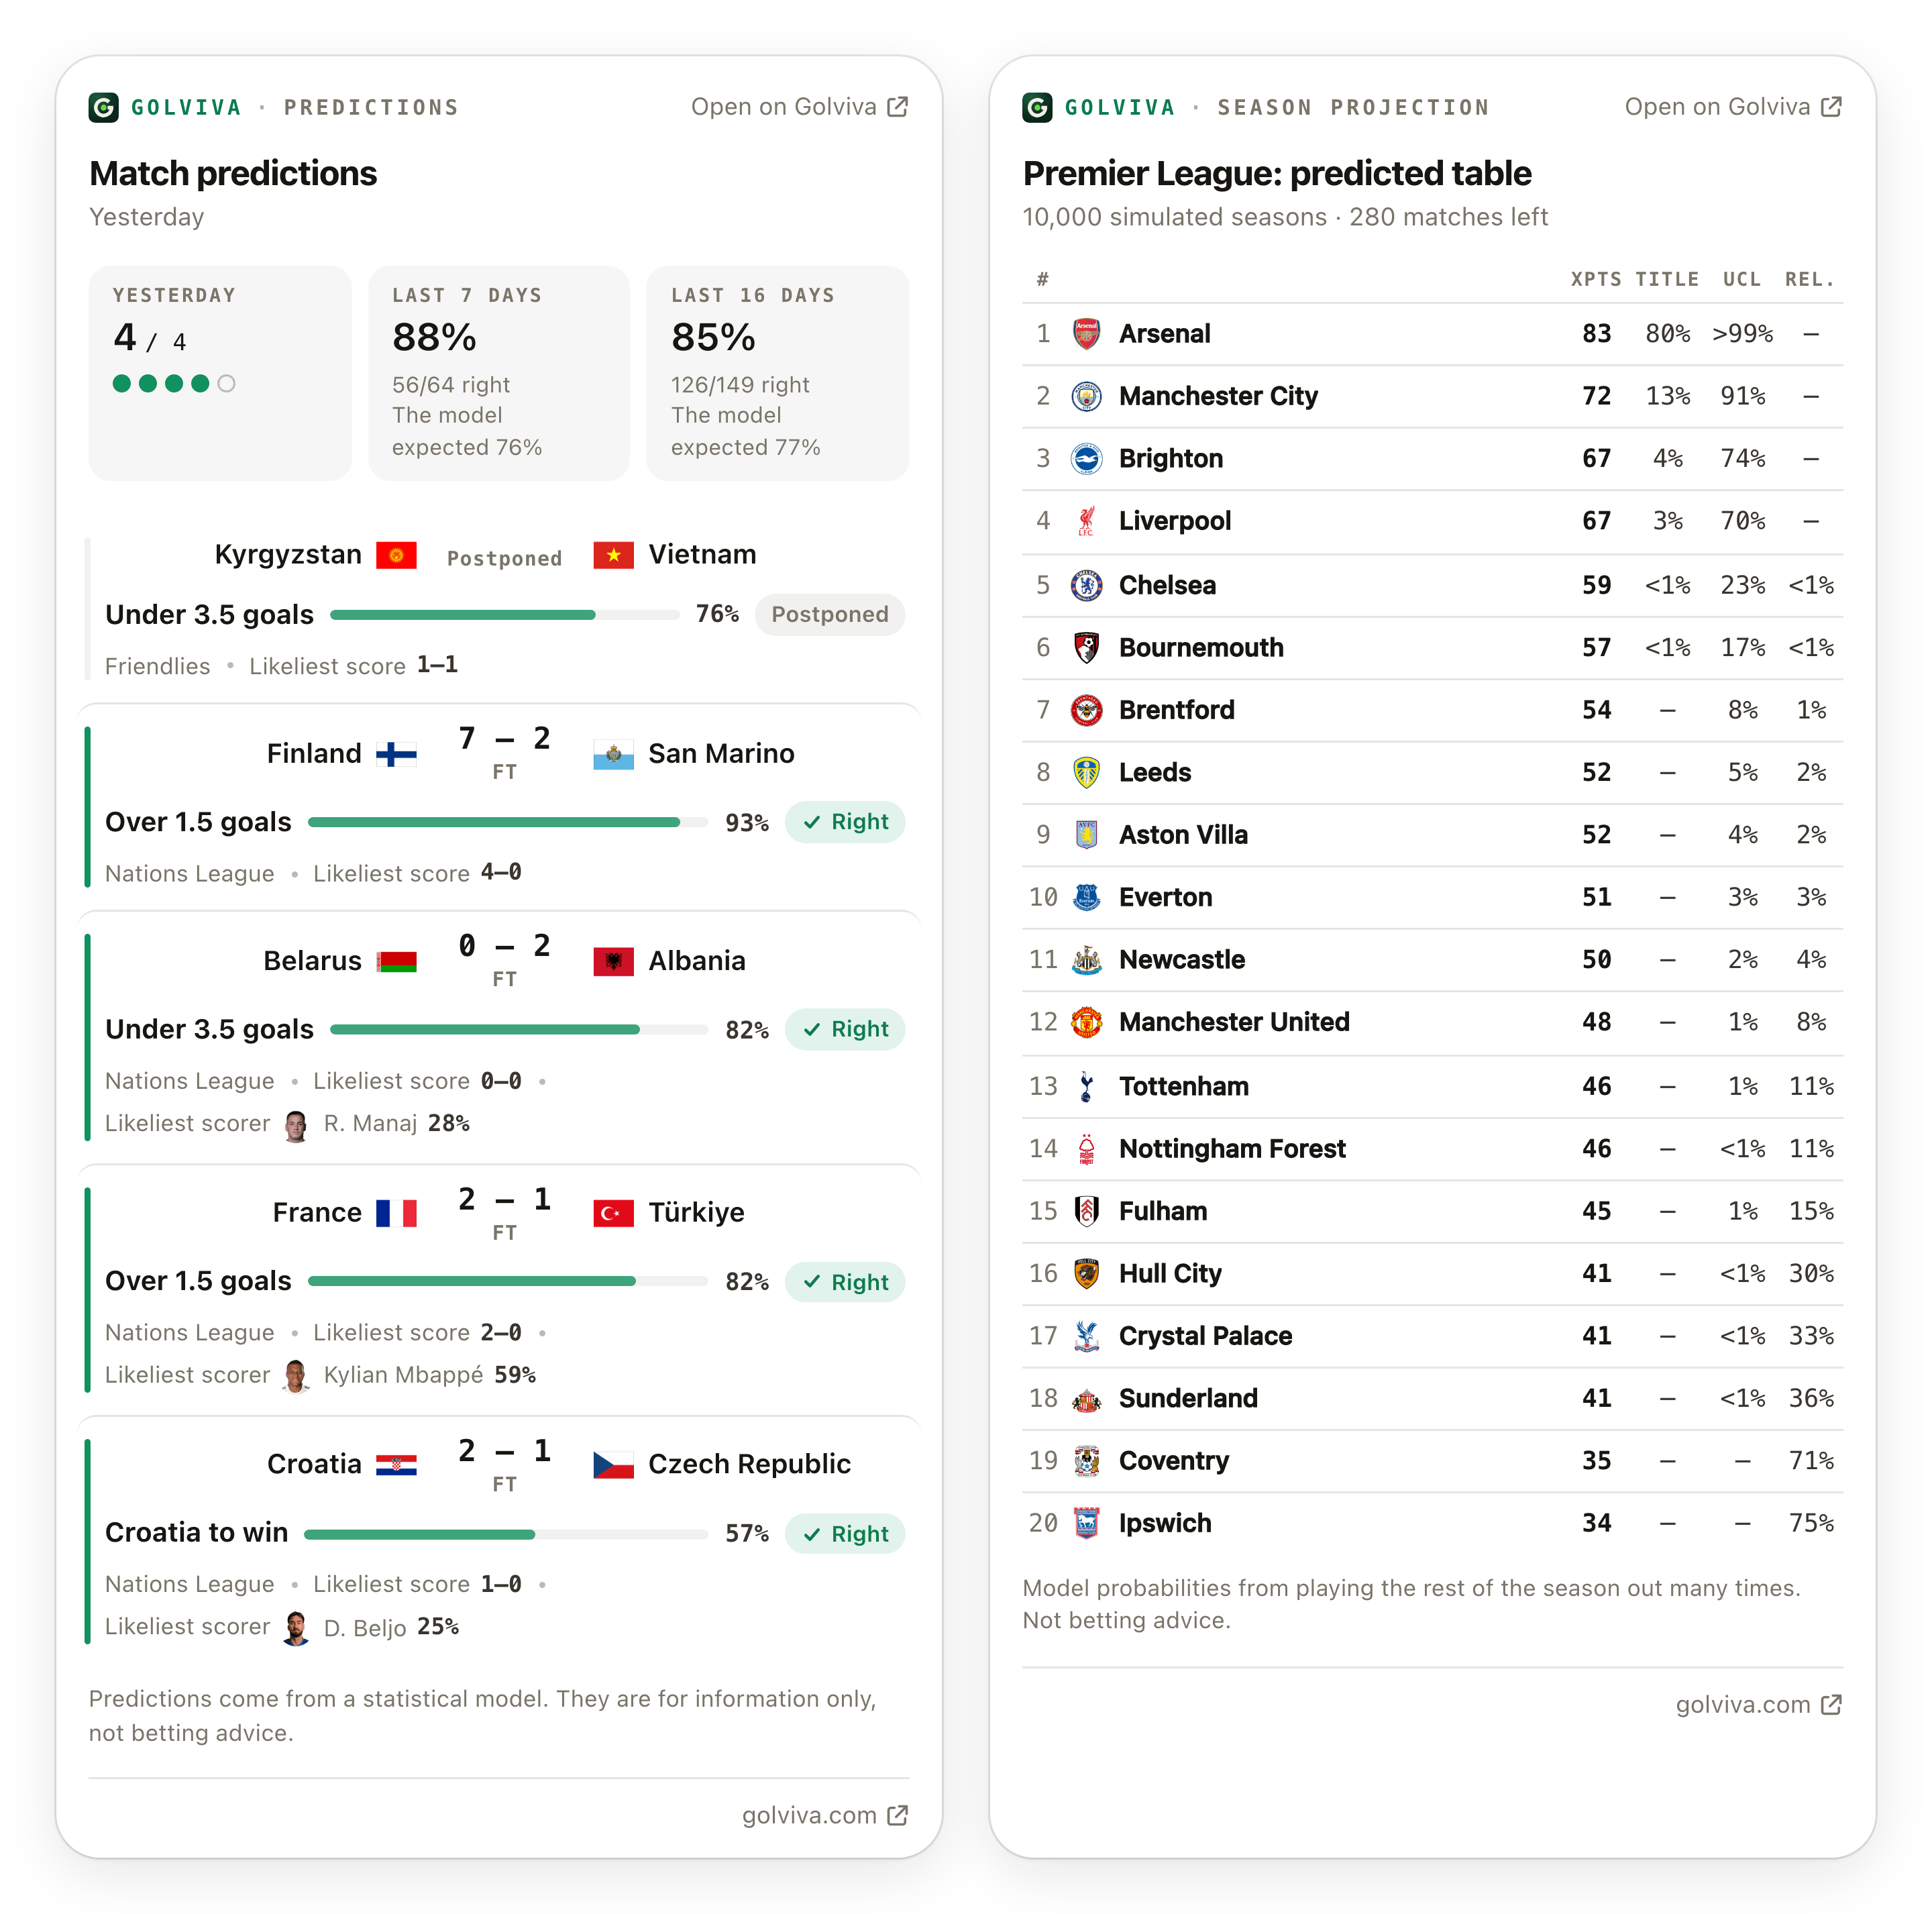 GOLVIVA · PREDICTIONS Open on Golviva
Match predictions
Yesterday
YESTERDAY
4 / 4
LAST 7 DAYS
88%
56/64 right
The model
expected 76%
LAST 16 DAYS
85%
126/149 right
The model
expected 77%
Kyrgyzstan Postponed Vietnam
Under 3.5 goals 76% Postponed
Friendlies • Likeliest score 1–1
Finland 7 – 2 San Marino
FT
Over 1.5 goals 93% ✓ Right
Nations League • Likeliest score 4–0
Belarus 0 – 2 Albania
FT
Under 3.5 goals 82% ✓ Right
Nations League • Likeliest score 0–0 •
Likeliest scorer R. Manaj 28%
France 2 – 1 Türkiye
FT
Over 1.5 goals 82% ✓ Right
Nations League • Likeliest score 2–0 •
Likeliest scorer Kylian Mbappé 59%
Croatia 2 – 1 Czech Republic
FT
Croatia to win 57% ✓ Right
Nations League • Likeliest score 1–0 •
Likeliest scorer D. Beljo 25%
Predictions come from a statistical model. They are for information only,
not betting advice.
golviva.com
GOLVIVA · SEASON PROJECTION Open on Golviva
Premier League: predicted table
10,000 simulated seasons · 280 matches left
# XPTS TITLE UCL REL.
1 Arsenal 83 80% >99% –
2 Manchester City 72 13% 91% –
3 Brighton 67 4% 74% –
4 Liverpool 67 3% 70% –
5 Chelsea 59 <1% 23% <1%
6 Bournemouth 57 <1% 17% <1%
7 Brentford 54 – 8% 1%
8 Leeds 52 – 5% 2%
9 Aston Villa 52 – 4% 2%
10 Everton 51 – 3% 3%
11 Newcastle 50 – 2% 4%
12 Manchester United 48 – 1% 8%
13 Tottenham 46 – 1% 11%
14 Nottingham Forest 46 – <1% 11%
15 Fulham 45 – 1% 15%
16 Hull City 41 – <1% 30%
17 Crystal Palace 41 – <1% 33%
18 Sunderland 41 – <1% 36%
19 Coventry 35 – – 71%
20 Ipswich 34 – – 75%
Model probabilities from playing the rest of the season out many times.
Not betting advice.
golviva.com